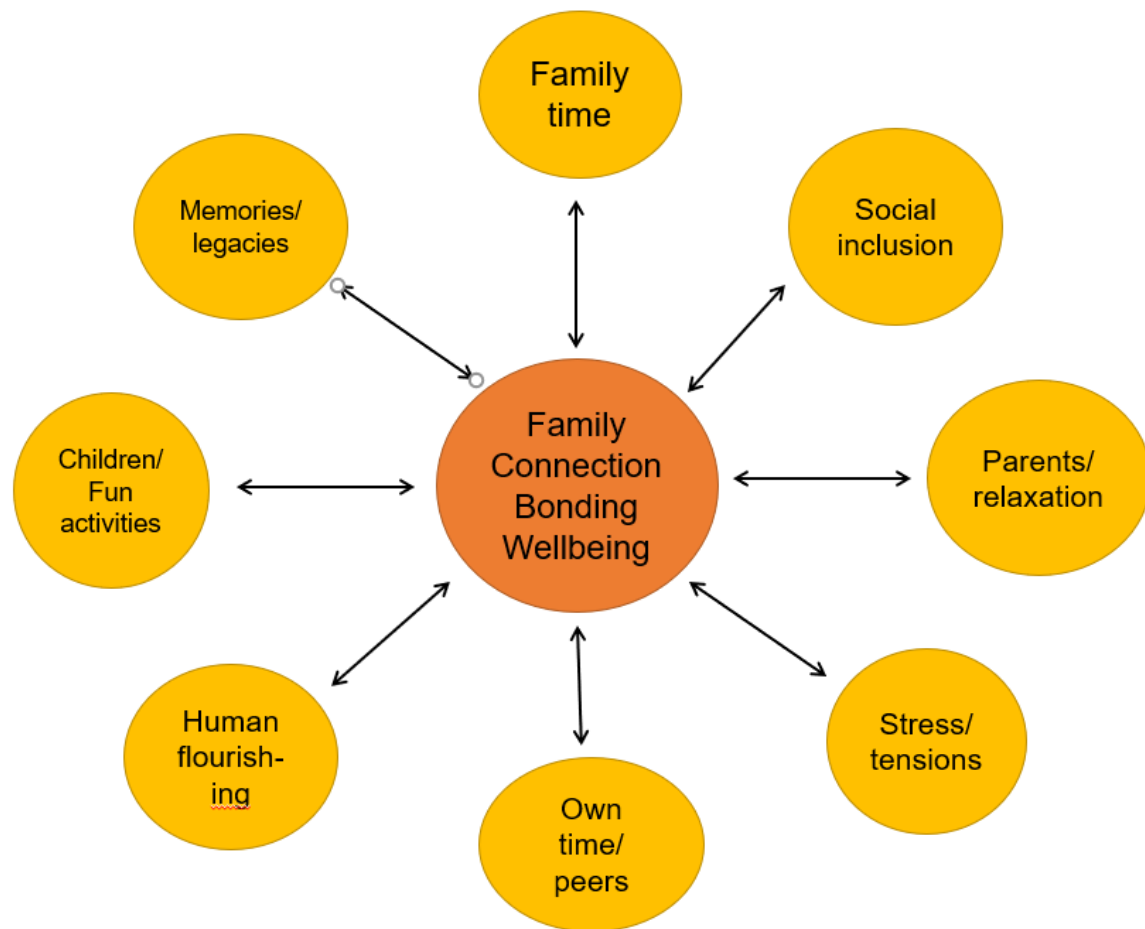 Family
time
Memories/
legacies
Social
inclusion
Family
Connection
Bonding
Wellbeing
Children/
Fun
activities
Parents/
relaxation
Human
flourish-
ing
Stress/
tensions
Own
time/
peers